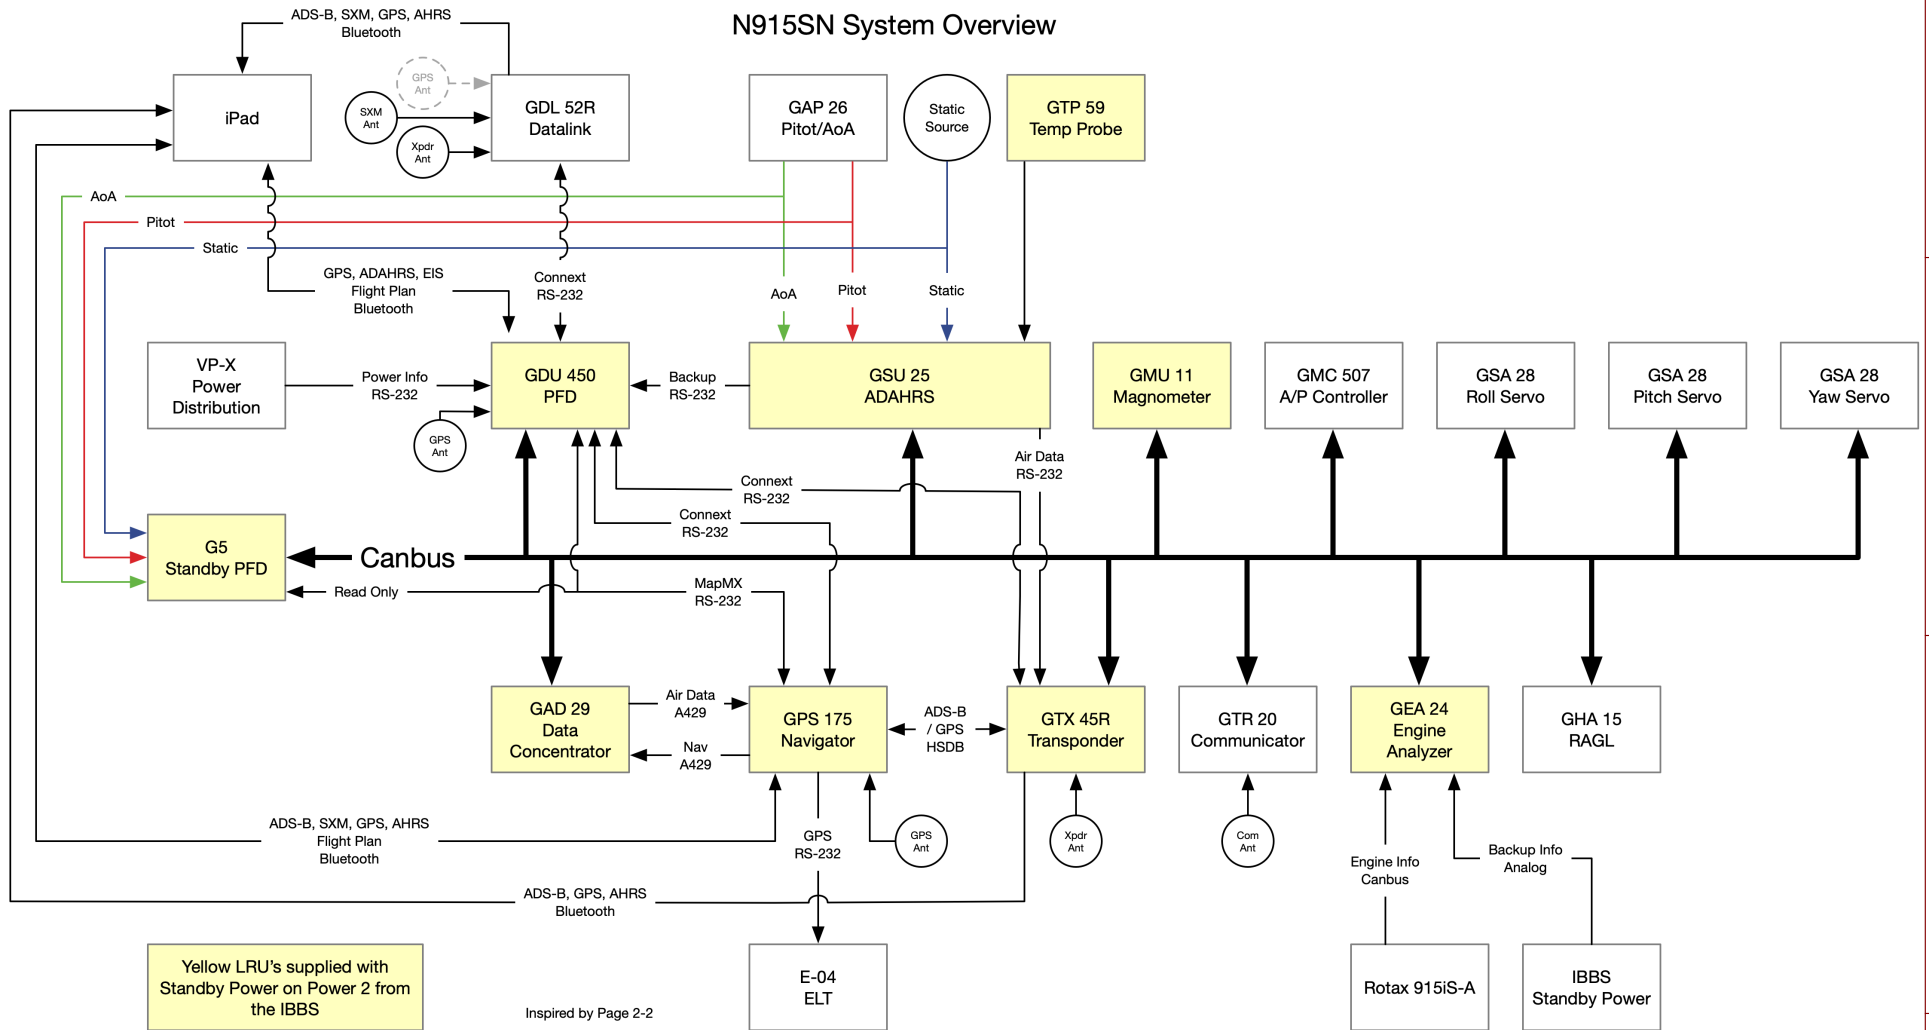 N915SN System Overview
ADS-B, SXM, GPS, AHRS
Bluetooth
iPad
GPS
Ant
SXM
Ant
Xpdr
Ant
GDL 52R
Datalink
GAP 26
Pitot/AoA
Static
Source
GTP 59
Temp Probe
AoA
Pitot
Static
GPS, ADAHRS, EIS
Flight Plan
Bluetooth
Connext
RS-232
AoA
Pitot
Static
VP-X
Power
Distribution
Power Info
RS-232
GDU 450
PFD
Backup
RS-232
GSU 25
ADAHRS
GMU 11
Magnometer
GMC 507
A/P Controller
GSA 28
Roll Servo
GSA 28
Pitch Servo
GSA 28
Yaw Servo
GPS
Ant
Air Data
RS-232
Connext
RS-232
Connext
RS-232
G5
Standby PFD
Canbus
Read Only
MapMX
RS-232
GAD 29
Data
Concentrator
Air Data
A429
Nav
A429
GPS 175
Navigator
ADS-B
/ GPS
HSDB
GTX 45R
Transponder
GTR 20
Communicator
GEA 24
Engine
Analyzer
GHA 15
RAGL
ADS-B, SXM, GPS, AHRS
Flight Plan
Bluetooth
GPS
RS-232
GPS
Ant
Xpdr
Ant
Com
Ant
Engine Info
Canbus
Backup Info
Analog
ADS-B, GPS, AHRS
Bluetooth
Yellow LRU's supplied with
Standby Power on Power 2 from
the IBBS
Inspired by Page 2-2
E-04
ELT
Rotax 915iS-A
IBBS
Standby Power